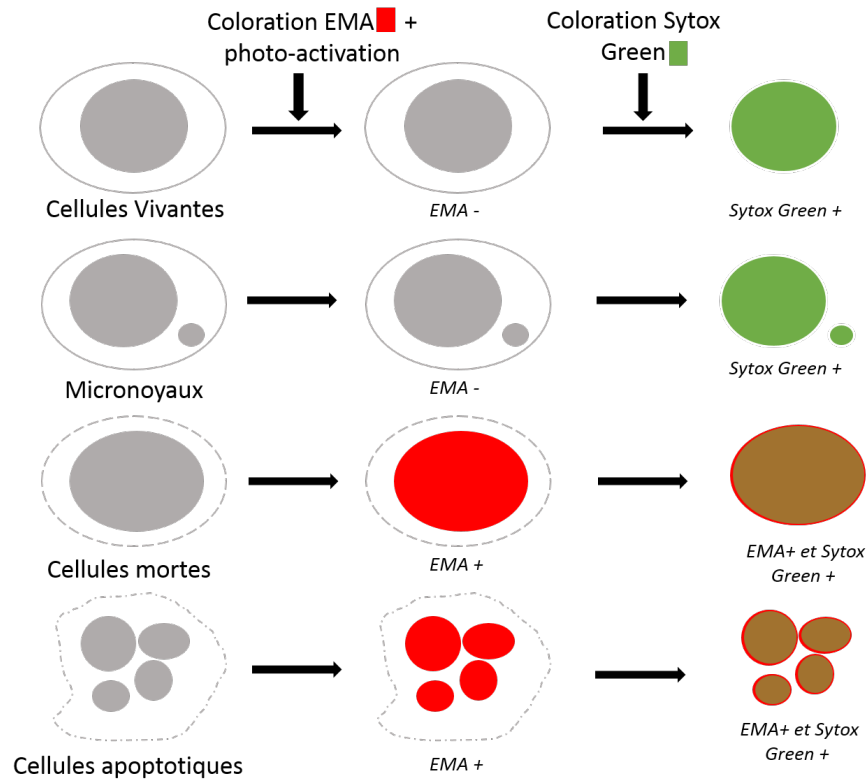 Coloration EMA +
photo-activation
Coloration Sytox
Green
Cellules Vivantes
EMA -
Sytox Green +
Micronoyaux
EMA -
Sytox Green +
Cellules mortes
EMA +
EMA+ et Sytox
Green +
Cellules apoptotiques
EMA +
EMA+ et Sytox
Green +